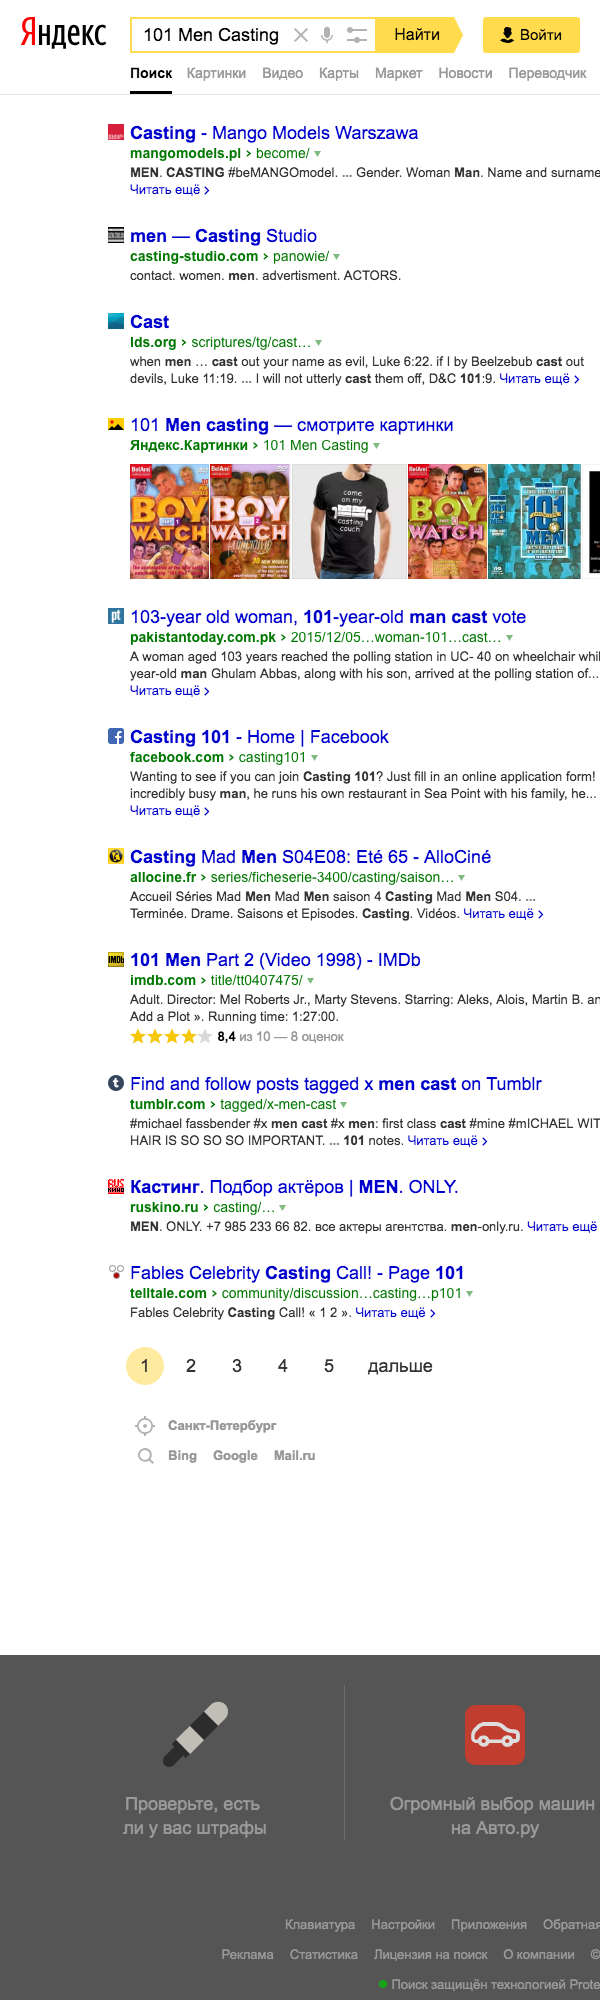 Яндекс
101 Men Casting
Найти
Войти
Поиск Картинки Видео Карты Маркет Новости Переводчик
Casting - Mango Models Warszawa
mangomodels.pl › become/
MEN. CASTING #beMANGOmodel. ... Gender. Woman Man. Name and surname
Читать ещё ›
men — Casting Studio
casting-studio.com › panowie/
contact. women. men. advertisment. ACTORS.
Cast
lds.org › scriptures/tg/cast…
when men … cast out your name as evil, Luke 6:22. if I by Beelzebub cast out
devils, Luke 11:19. ... I will not utterly cast them off, D&C 101:9. Читать ещё ›
101 Men casting — смотрите картинки
Яндекс.Картинки › 101 Men Casting
BelAmi
BOY
WATCH
PART 1
BelAmi
BOY
WATCH
PART 2
come
on my
casting
couch
BelAmi
BOY
WATCH
101
MEN
103-year old woman, 101-year-old man cast vote
pakistantoday.com.pk › 2015/12/05…woman-101…cast…
A woman aged 103 years reached the polling station in UC- 40 on wheelchair whil
year-old man Ghulam Abbas, along with his son, arrived at the polling station of...
Читать ещё ›
Casting 101 - Home | Facebook
facebook.com › casting101
Wanting to see if you can join Casting 101? Just fill in an online application form!
incredibly busy man, he runs his own restaurant in Sea Point with his family, he...
Читать ещё ›
Casting Mad Men S04E08: Eté 65 - AlloCiné
allocine.fr › series/ficheserie-3400/casting/saison…
Accueil Séries Mad Men Mad Men saison 4 Casting Mad Men S04. ...
Terminée. Drame. Saisons et Episodes. Casting. Vidéos. Читать ещё ›
IMDb
101 Men Part 2 (Video 1998) - IMDb
imdb.com › title/tt0407475/
Adult. Director: Mel Roberts Jr., Marty Stevens. Starring: Aleks, Alois, Martin B. an
Add a Plot ». Running time: 1:27:00.
8,4 из 10 — 8 оценок
Find and follow posts tagged x men cast on Tumblr
tumblr.com › tagged/x-men-cast
#michael fassbender #x men cast #x men: first class cast #mine #mICHAEL WIT
HAIR IS SO SO SO IMPORTANT. ... 101 notes. Читать ещё ›
Кастинг. Подбор актёров | MEN. ONLY.
ruskino.ru › casting/…
MEN. ONLY. +7 985 233 66 82. все актеры агентства. men-only.ru. Читать ещё
Fables Celebrity Casting Call! - Page 101
telltale.com › community/discussion…casting…p101
Fables Celebrity Casting Call! « 1 2 ». Читать ещё ›
1 2 3 4 5 дальше
Санкт-Петербург
Bing Google Mail.ru
Проверьте, есть
ли у вас штрафы
Огромный выбор машин
на Авто.ру
Клавиатура Настройки Приложения Обратная
Реклама Статистика Лицензия на поиск О компании ©
Поиск защищён технологией Prote